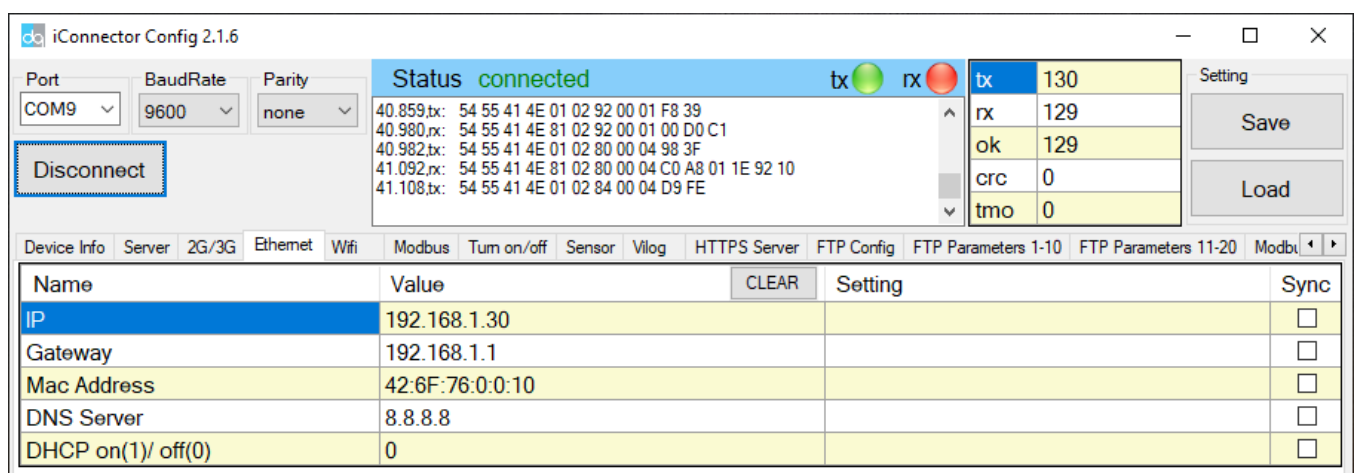 iConnector Config 2.1.6
Port BaudRate Parity Status connected tx rx tx 130 Setting
COM9 9600 none 40.859,tx: 54 55 41 4E 01 02 92 00 01 F8 39 rx 129 Save
40.980,rx: 54 55 41 4E 81 02 92 00 01 00 D0 C1
40.982,tx: 54 55 41 4E 01 02 80 00 04 98 3F ok 129
Disconnect 41.092,rx: 54 55 41 4E 81 02 80 00 04 C0 A8 01 1E 92 10 crc 0 Load
41.108,tx: 54 55 41 4E 01 02 84 00 04 D9 FE
tmo 0
Device Info Server 2G/3G Ethernet Wifi Modbus Turn on/off Sensor Vilog HTTPS Server FTP Config FTP Parameters 1-10 FTP Parameters 11-20 Modbu
Name Value CLEAR Setting Sync
IP 192.168.1.30
Gateway 192.168.1.1
Mac Address 42:6F:76:0:0:10
DNS Server 8.8.8.8
DHCP on(1)/ off(0) 0